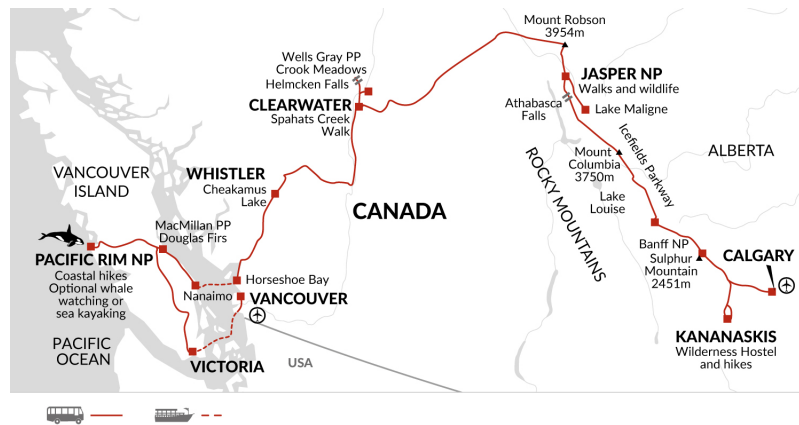 Mount Robson
3954m
Wells Gray PP
Crook Meadows
Helmcken Falls
JASPER NP
Walks and wildlife
CLEARWATER
Spahats Creek
Walk
Athabasca
Falls
Lake Maligne
Icefields Parkway
ROCKY MOUNTAINS
Mount
Columbia
3750m
ALBERTA
VANCOUVER
ISLAND
WHISTLER
Cheakamus
Lake
Lake
Louise
CANADA
MacMillan PP
Douglas Firs
Banff NP
Sulphur
Mountain
2451m
CALGARY
PACIFIC RIM NP
Coastal hikes
Optional whale
watching or
sea kayaking
Horseshoe Bay
Nanaimo
VANCOUVER
KANANASKIS
Wilderness Hostel
and hikes
PACIFIC
OCEAN
VICTORIA
USA